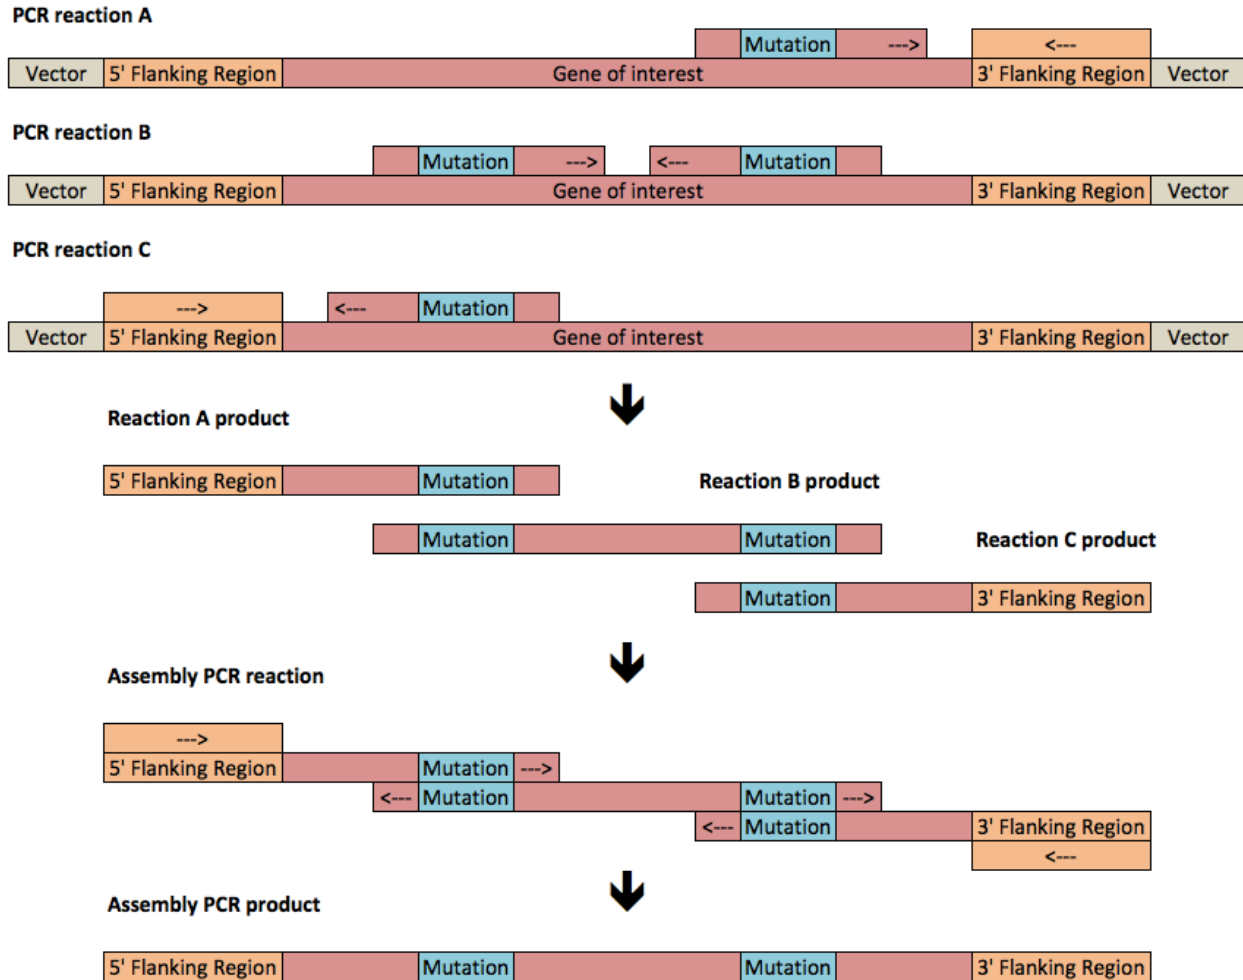 PCR reaction A
Mutation ---> <---
Vector 5' Flanking Region Gene of interest 3' Flanking Region Vector
PCR reaction B
Mutation ---> <--- Mutation
Vector 5' Flanking Region Gene of interest 3' Flanking Region Vector
PCR reaction C
---> <--- Mutation
Vector 5' Flanking Region Gene of interest 3' Flanking Region Vector
Reaction A product
5' Flanking Region Mutation
Reaction B product
Mutation Mutation
Reaction C product
Mutation 3' Flanking Region
Assembly PCR reaction
--->
5' Flanking Region Mutation --->
<--- Mutation Mutation --->
<--- Mutation 3' Flanking Region
<---
Assembly PCR product
5' Flanking Region Mutation Mutation 3' Flanking Region